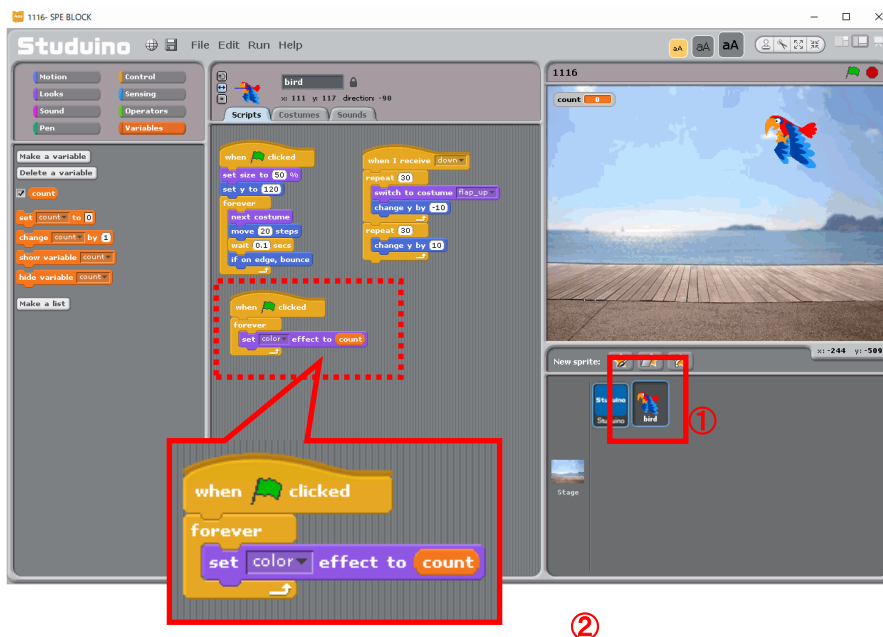 1116- SPE BLOCK
Studuino File Edit Run Help aA aA aA
Motion Control
Looks Sensing
Sound Operators
Pen Variables
Make a variable
Delete a variable
count
set count to 0
change count by 1
show variable count
hide variable count
Make a list
bird
x: 111 y: 117 direction: -90
Scripts Costumes Sounds
when clicked
set size to 50 %
set y to 120
forever
next costume
move 20 steps
wait 0.1 secs
if on edge, bounce
when I receive down
repeat 30
switch to costume flap_up
change y by -10
repeat 30
change y by 10
when clicked
forever
set color effect to count
when clicked
forever
set color effect to count
1116
count 0
x: -244 y: -509
New sprite:
Studuino
Studuino
bird
①
Stage
②